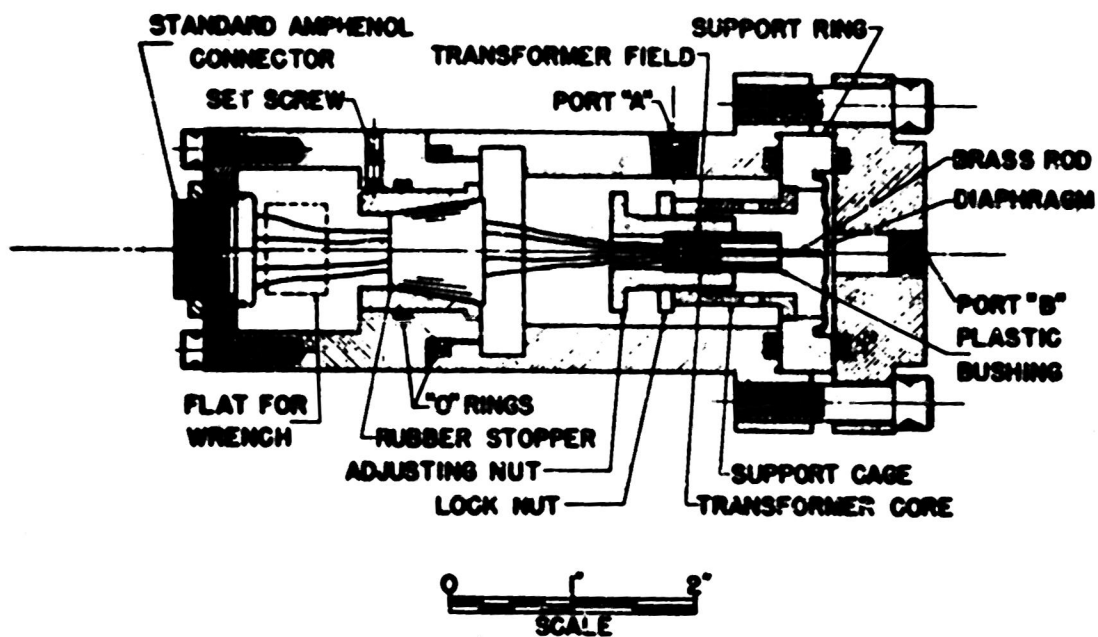 STANDARD AMPHENOL
CONNECTOR
SET SCREW
TRANSFORMER FIELD
PORT "A"
SUPPORT RING
BRASS ROD
DIAPHRAGM
PORT "B"
PLASTIC
BUSHING
FLAT FOR
WRENCH
"O" RINGS
RUBBER STOPPER
ADJUSTING NUT
LOCK NUT
SUPPORT CAGE
TRANSFORMER CORE
0 1" 2"
SCALE